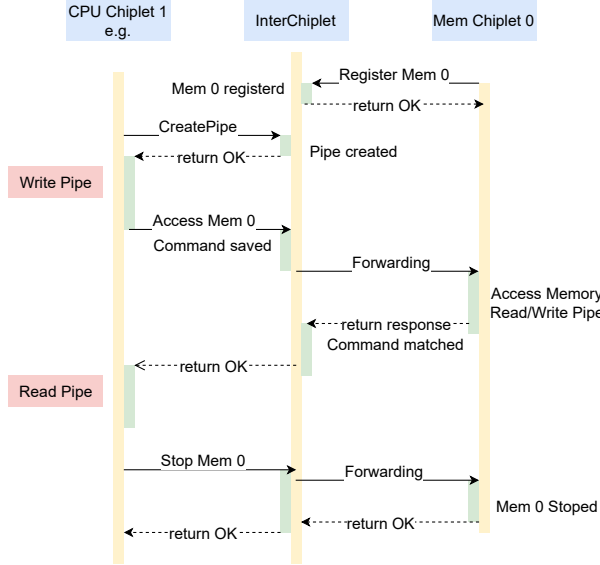 CPU Chiplet 1
e.g.
InterChiplet
Mem Chiplet 0
Register Mem 0
Mem 0 registerd
return OK
CreatePipe
return OK
Pipe created
Write Pipe
Access Mem 0
Command saved
Forwarding
Access Memory
Read/Write Pipe
return response
Command matched
return OK
Read Pipe
Stop Mem 0
Forwarding
Mem 0 Stoped
return OK
return OK